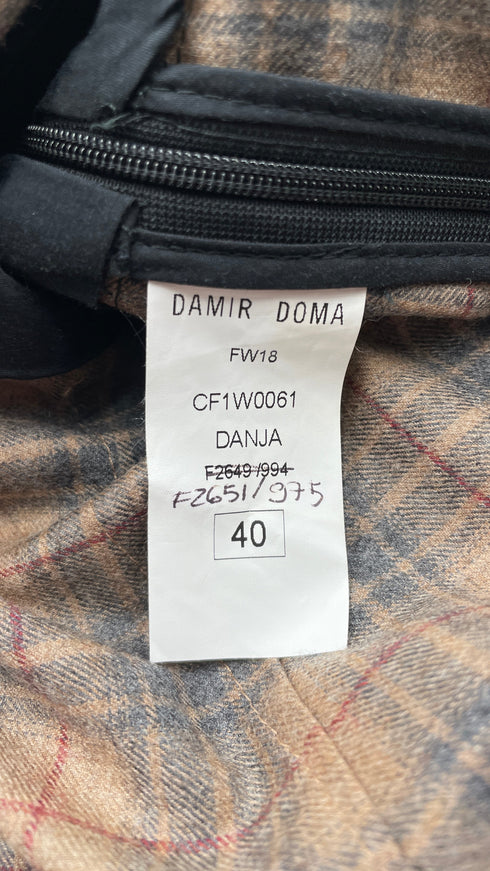 DAMIR DOMA
FW18
CF1W0061
DANJA
F2649/994
F2651/975
40